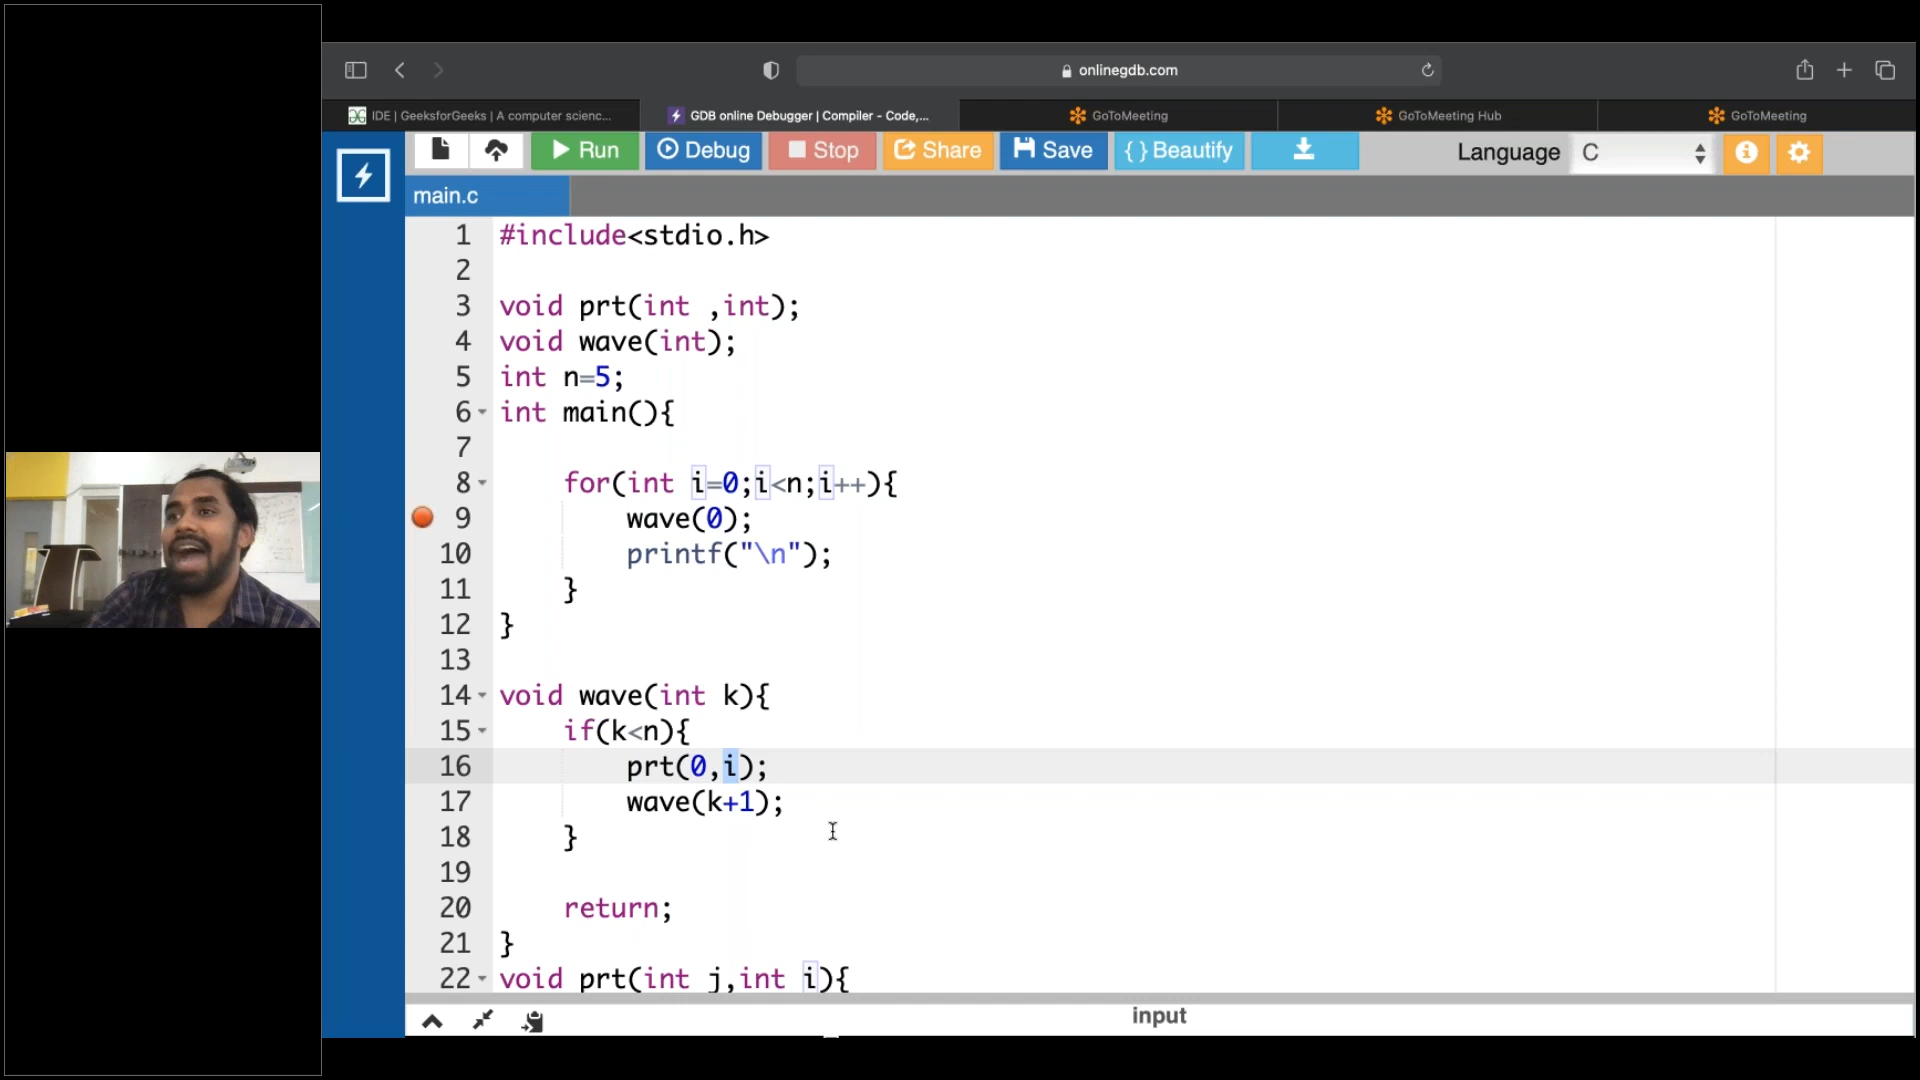 onlinegdb.com
IDE | GeeksforGeeks | A computer scienc...
GDB online Debugger | Compiler - Code,...
GoToMeeting
GoToMeeting Hub
GoToMeeting
Run
Debug
Stop
Share
Save
{ } Beautify
Language
C
main.c
1 #include<stdio.h>
2
3 void prt(int ,int);
4 void wave(int);
5 int n=5;
6 int main(){
7
8 for(int i=0;i<n;i++){
9 wave(0);
10 printf("\n");
11 }
12 }
13
14 void wave(int k){
15 if(k<n){
16 prt(0,i);
17 wave(k+1);
18 }
19
20 return;
21 }
22 void prt(int j,int i){
input